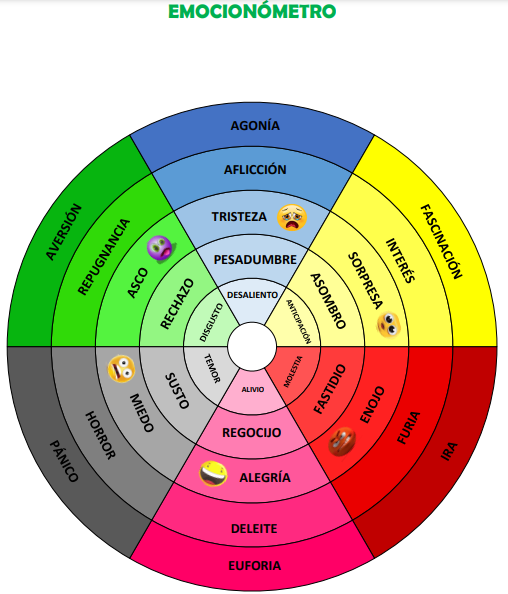 EMOCIONÓMETRO
AGONÍA
AFLICCIÓN
TRISTEZA
PESADUMBRE
DESALIENTO
FASCINACIÓN
INTERÉS
SORPRESA
ASOMBRO
ANTICIPACIÓN
IRA
FURIA
ENOJO
FASTIDIO
MOLESTIA
ALIVIO
REGOCIJO
ALEGRÍA
DELEITE
EUFORIA
PÁNICO
HORROR
MIEDO
SUSTO
TEMOR
AVERSIÓN
REPUGNANCIA
ASCO
RECHAZO
DISGUSTO